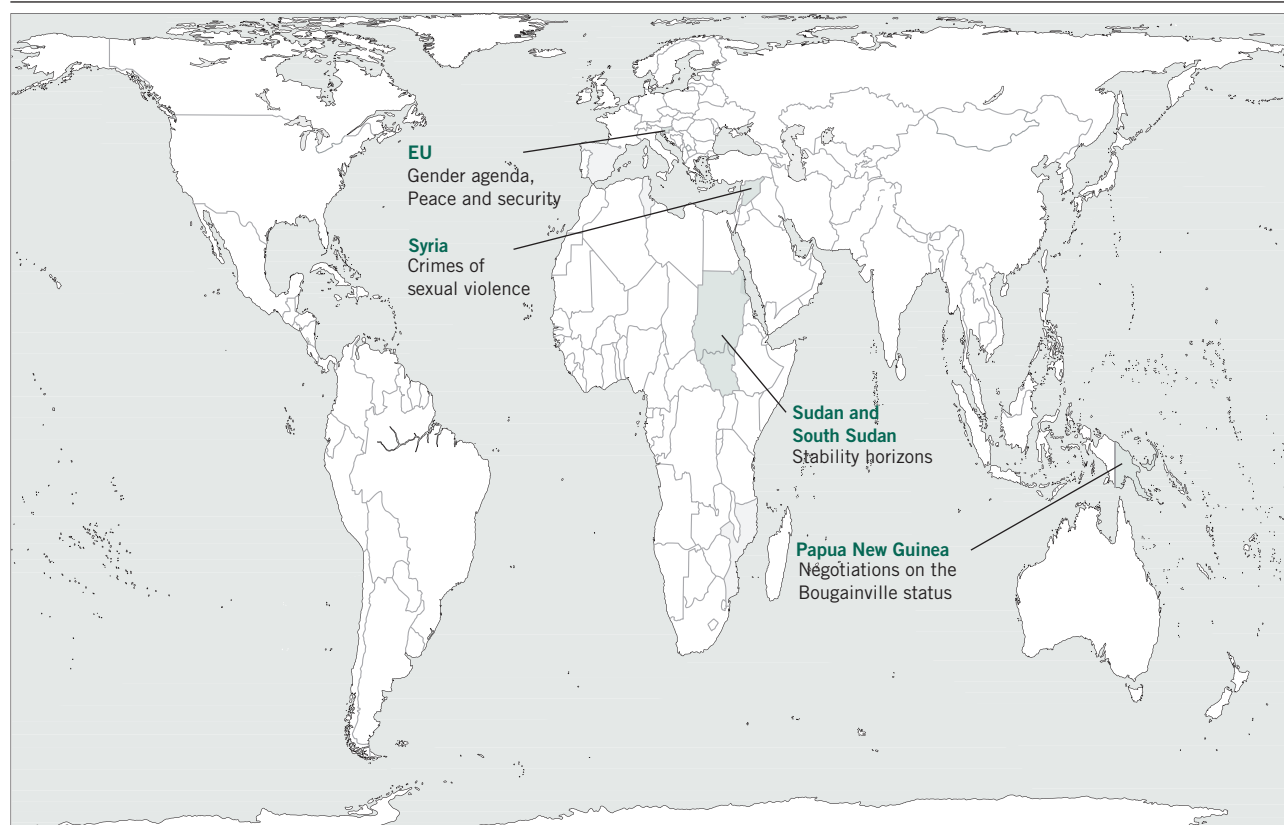 EU
Gender agenda,
Peace and security
Syria
Crimes of
sexual violence
Sudan and
South Sudan
Stability horizons
Papua New Guinea
Negotiations on the
Bougainville status